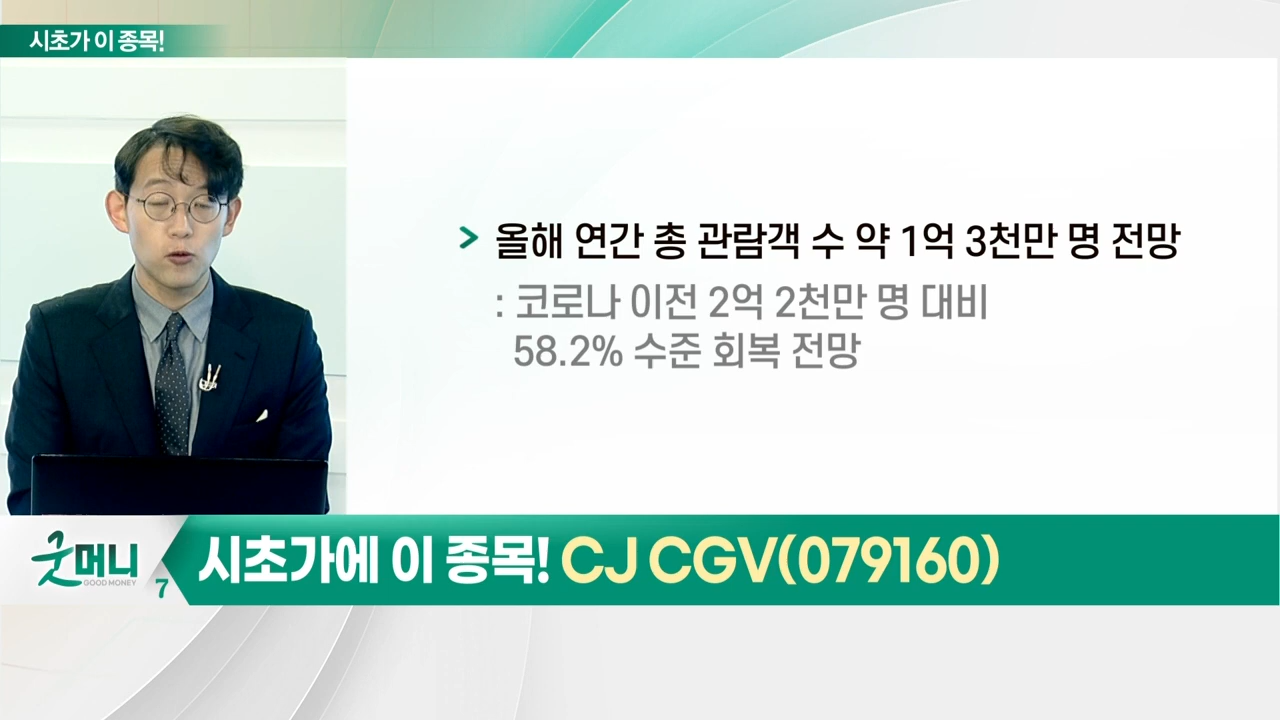 시초가 이 종목!
> 올해 연간 총 관람객 수 약 1억 3천만 명 전망
: 코로나 이전 2억 2천만 명 대비
58.2% 수준 회복 전망
굿머니
GOOD MONEY
7
시초가에 이 종목! CJ CGV(079160)